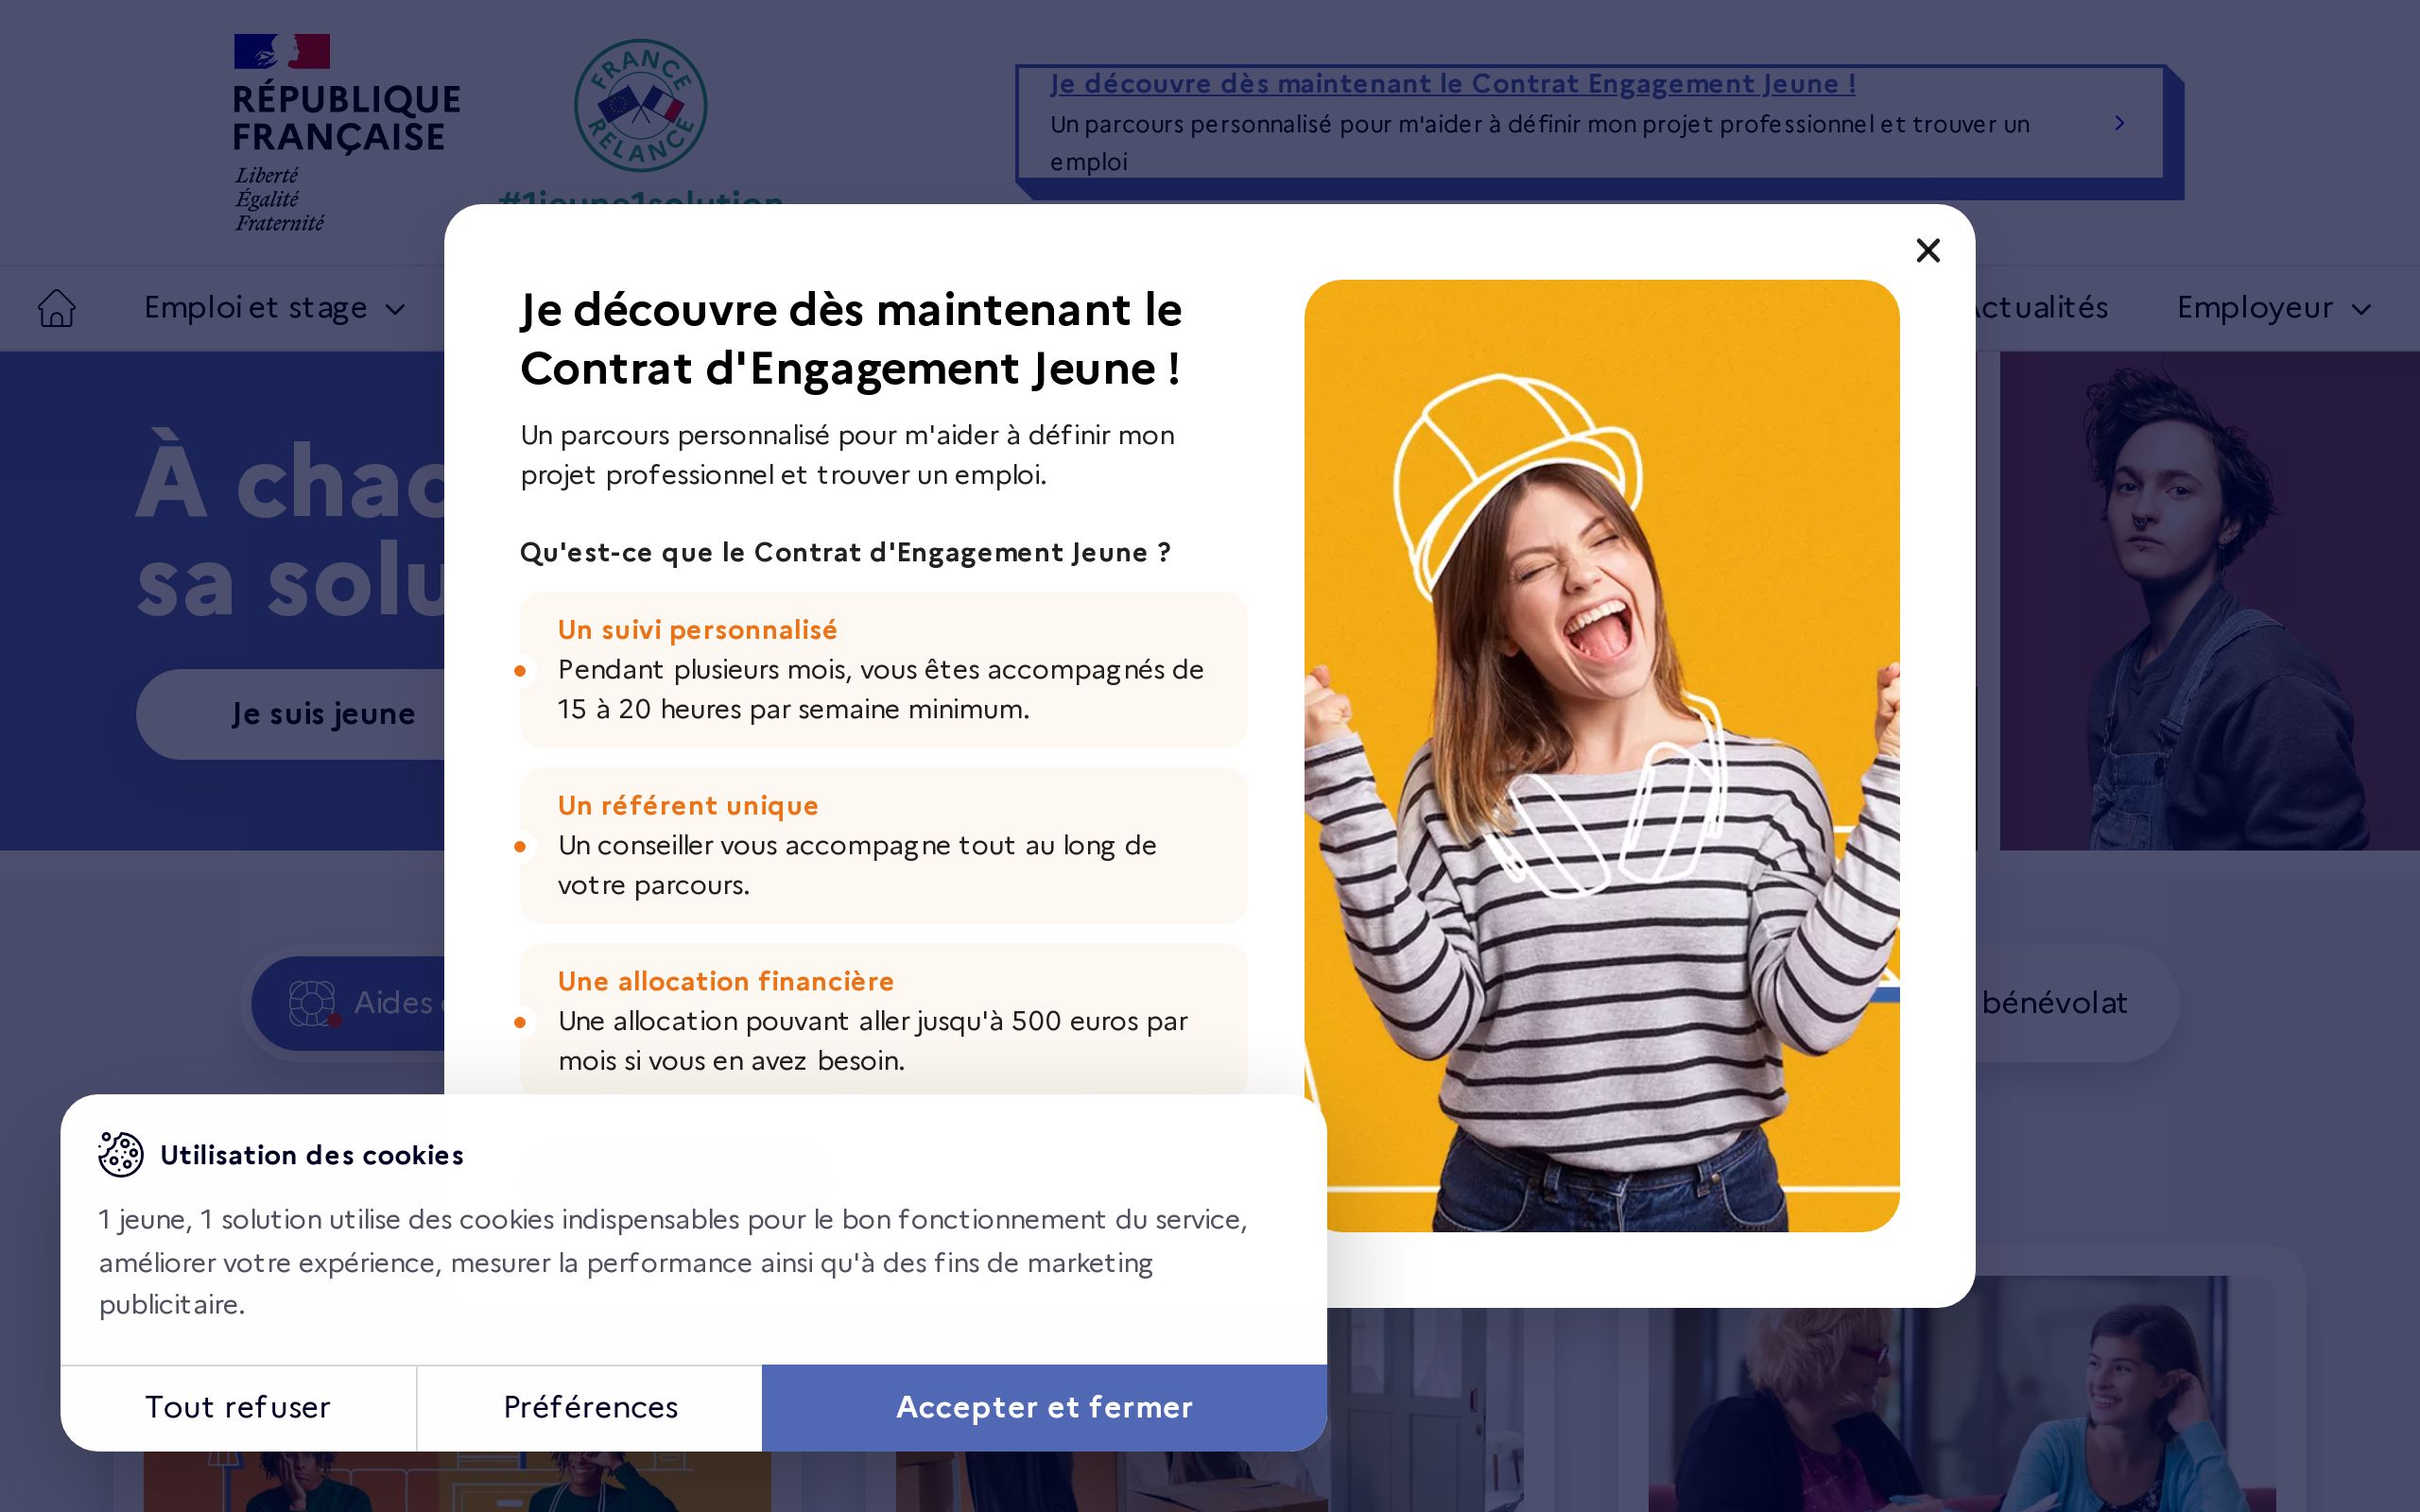 RÉPUBLIQUE
FRANÇAISE
Liberté
Égalité
Fraternité
FRANCE
RELANCE
#1jeune1solution
Je découvre dès maintenant le Contrat Engagement Jeune !
Un parcours personnalisé pour m'aider à définir mon projet professionnel et trouver un
emploi
Emploi et stage
Actualités
Employeur
À chac
sa solu
Je suis jeune
Aides
bénévolat
Je découvre dès maintenant le
Contrat d'Engagement Jeune !
Un parcours personnalisé pour m'aider à définir mon
projet professionnel et trouver un emploi.
Qu'est-ce que le Contrat d'Engagement Jeune ?
Un suivi personnalisé
Pendant plusieurs mois, vous êtes accompagnés de
15 à 20 heures par semaine minimum.
Un référent unique
Un conseiller vous accompagne tout au long de
votre parcours.
Une allocation financière
Une allocation pouvant aller jusqu'à 500 euros par
mois si vous en avez besoin.
Utilisation des cookies
1 jeune, 1 solution utilise des cookies indispensables pour le bon fonctionnement du service,
améliorer votre expérience, mesurer la performance ainsi qu'à des fins de marketing
publicitaire.
Tout refuser
Préférences
Accepter et fermer